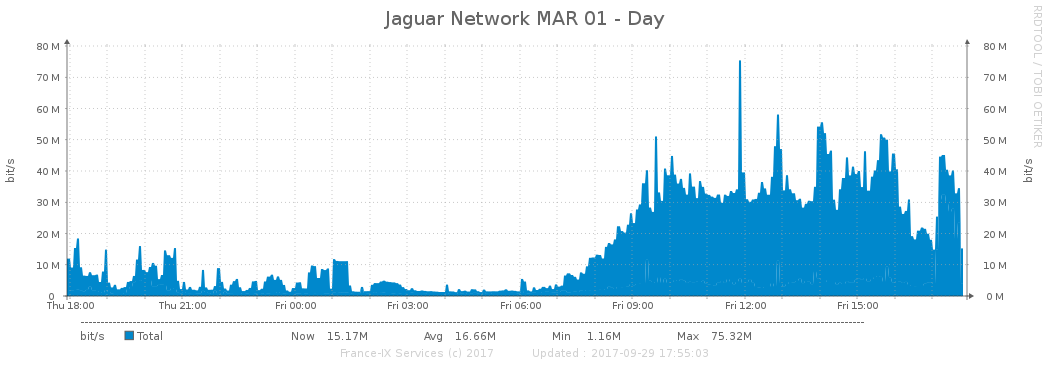 Jaguar Network MAR 01 - Day
RRDTOOL / TOBI OETIKER
80 M 80 M
70 M 70 M
60 M 60 M
50 M 50 M
40 M 40 M
30 M 30 M
20 M 20 M
10 M 10 M
0 0 M
bit/s bit/s
Thu 18:00 Thu 21:00 Fri 00:00 Fri 03:00 Fri 06:00 Fri 09:00 Fri 12:00 Fri 15:00
bit/s Total Now 15.17M Avg 16.66M Min 1.16M Max 75.32M
France-IX Services (c) 2017 Updated : 2017-09-29 17:55:03